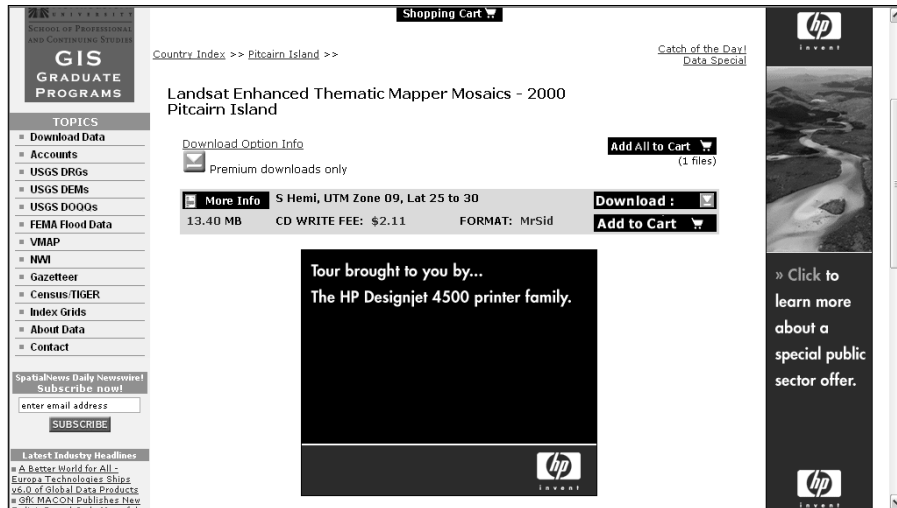 UNIVERSITY
SCHOOL OF PROFESSIONAL
AND CONTINUING STUDIES
GIS
GRADUATE
PROGRAMS
TOPICS
Download Data
Accounts
USGS DRGs
USGS DEMs
USGS DOQQs
FEMA Flood Data
VMAP
NWI
Gazetteer
Census/TIGER
Index Grids
About Data
Contact
SpatialNews Daily Newswire!
Subscribe now!
enter email address
SUBSCRIBE
Latest Industry Headlines
A Better World for All -
Europa Technologies Ships
v6.0 of Global Data Products
GfK MACON Publishes New
Shopping Cart
Country Index >> Pitcairn Island >>
Catch of the Day!
Data Special
Landsat Enhanced Thematic Mapper Mosaics - 2000
Pitcairn Island
Download Option Info
Premium downloads only
Add All to Cart
(1 files)
More Info S Hemi, UTM Zone 09, Lat 25 to 30 Download :
13.40 MB CD WRITE FEE: $2.11 FORMAT: MrSid Add to Cart
Tour brought to you by...
The HP Designjet 4500 printer family.
hp
invent
hp
invent
» Click to
learn more
about a
special public
sector offer.
hp
invent